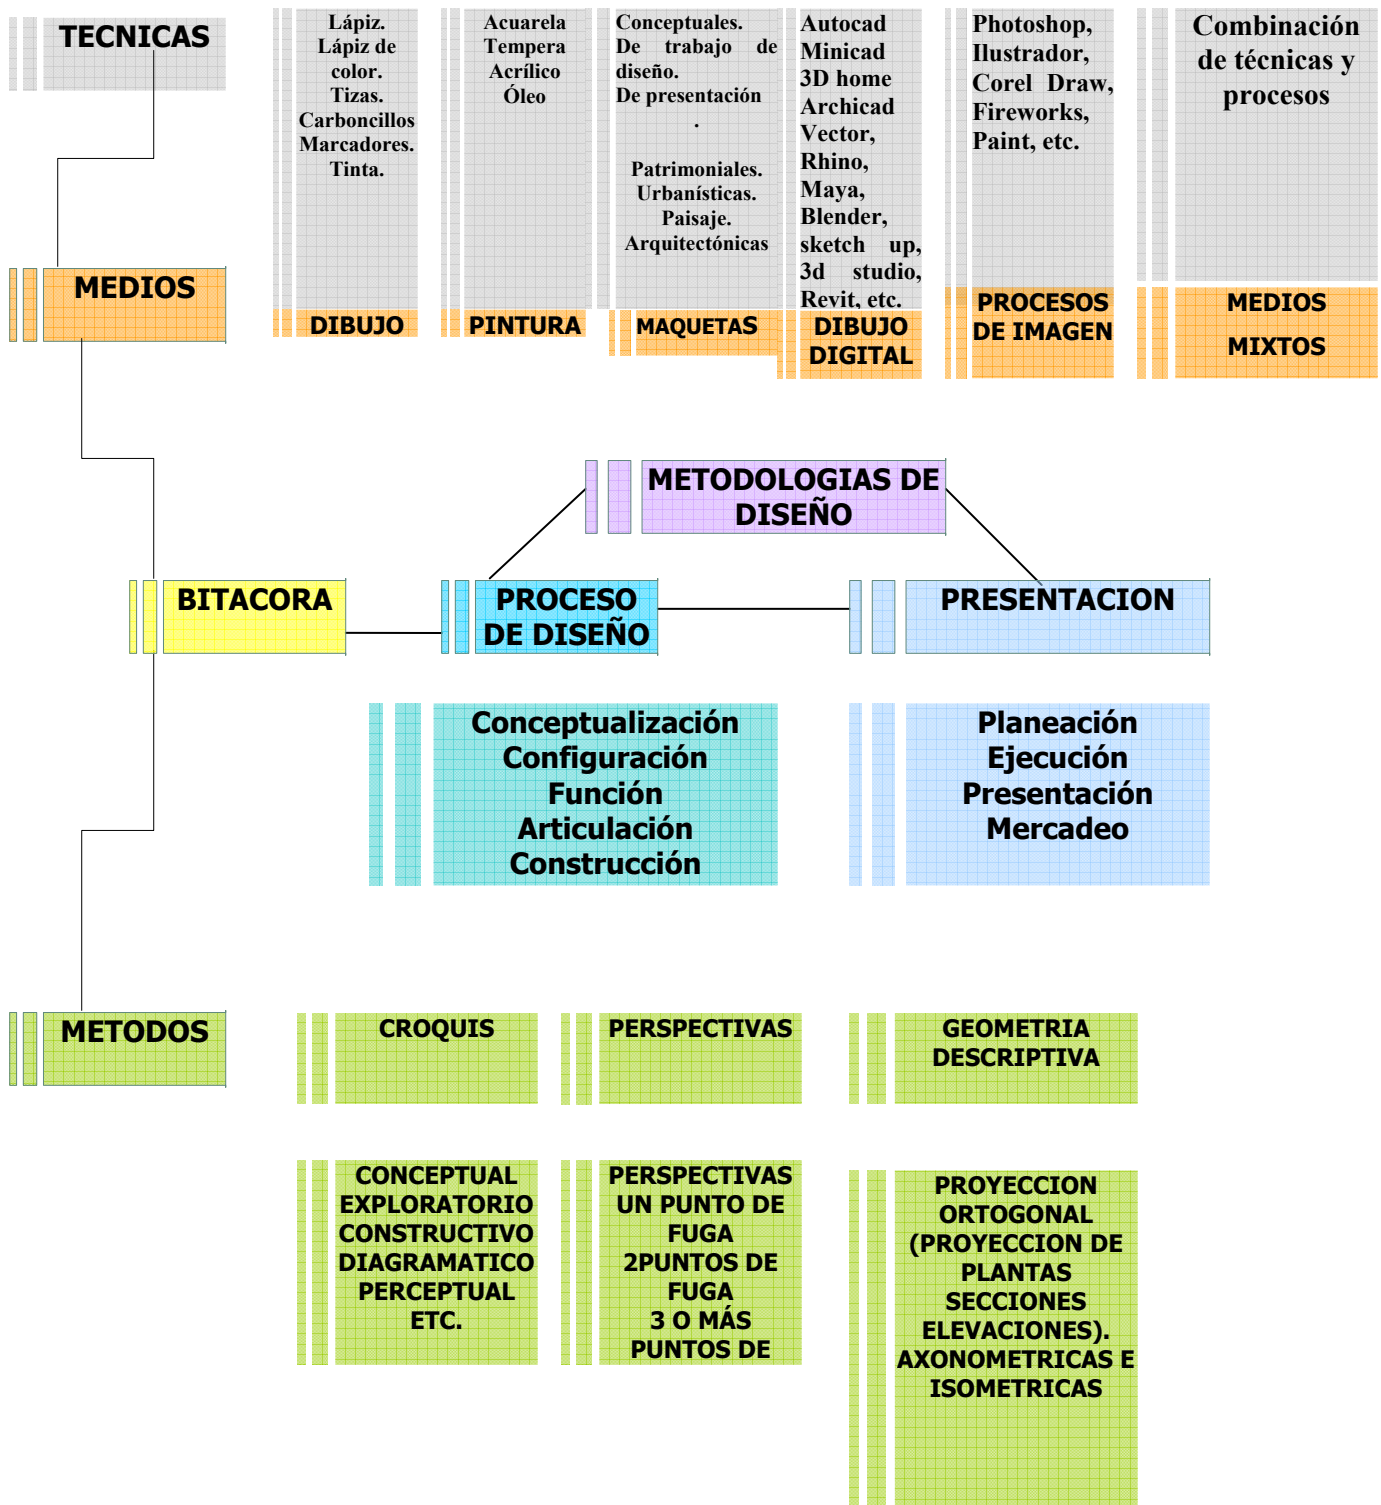 TECNICAS
Lápiz.
Lápiz de
color.
Tizas.
Carboncillos
Marcadores.
Tinta.
Acuarela
Tempera
Acrílico
Óleo
Conceptuales.
De trabajo de
diseño.
De presentación
.
Patrimoniales.
Urbanísticas.
Paisaje.
Arquitectónicas
Autocad
Minicad
3D home
Archicad
Vector,
Rhino,
Maya,
Blender,
sketch up,
3d studio,
Revit, etc.
Photoshop,
Ilustrador,
Corel Draw,
Fireworks,
Paint, etc.
Combinación
de técnicas y
procesos
MEDIOS
DIBUJO
PINTURA
MAQUETAS
DIBUJO
DIGITAL
PROCESOS
DE IMAGEN
MEDIOS
MIXTOS
METODOLOGIAS DE
DISEÑO
BITACORA
PROCESO
DE DISEÑO
PRESENTACION
Conceptualización
Configuración
Función
Articulación
Construcción
Planeación
Ejecución
Presentación
Mercadeo
METODOS
CROQUIS
PERSPECTIVAS
GEOMETRIA
DESCRIPTIVA
CONCEPTUAL
EXPLORATORIO
CONSTRUCTIVO
DIAGRAMATICO
PERCEPTUAL
ETC.
PERSPECTIVAS
UN PUNTO DE
FUGA
2PUNTOS DE
FUGA
3 O MÁS
PUNTOS DE
PROYECCION
ORTOGONAL
(PROYECCION DE
PLANTAS
SECCIONES
ELEVACIONES).
AXONOMETRICAS E
ISOMETRICAS